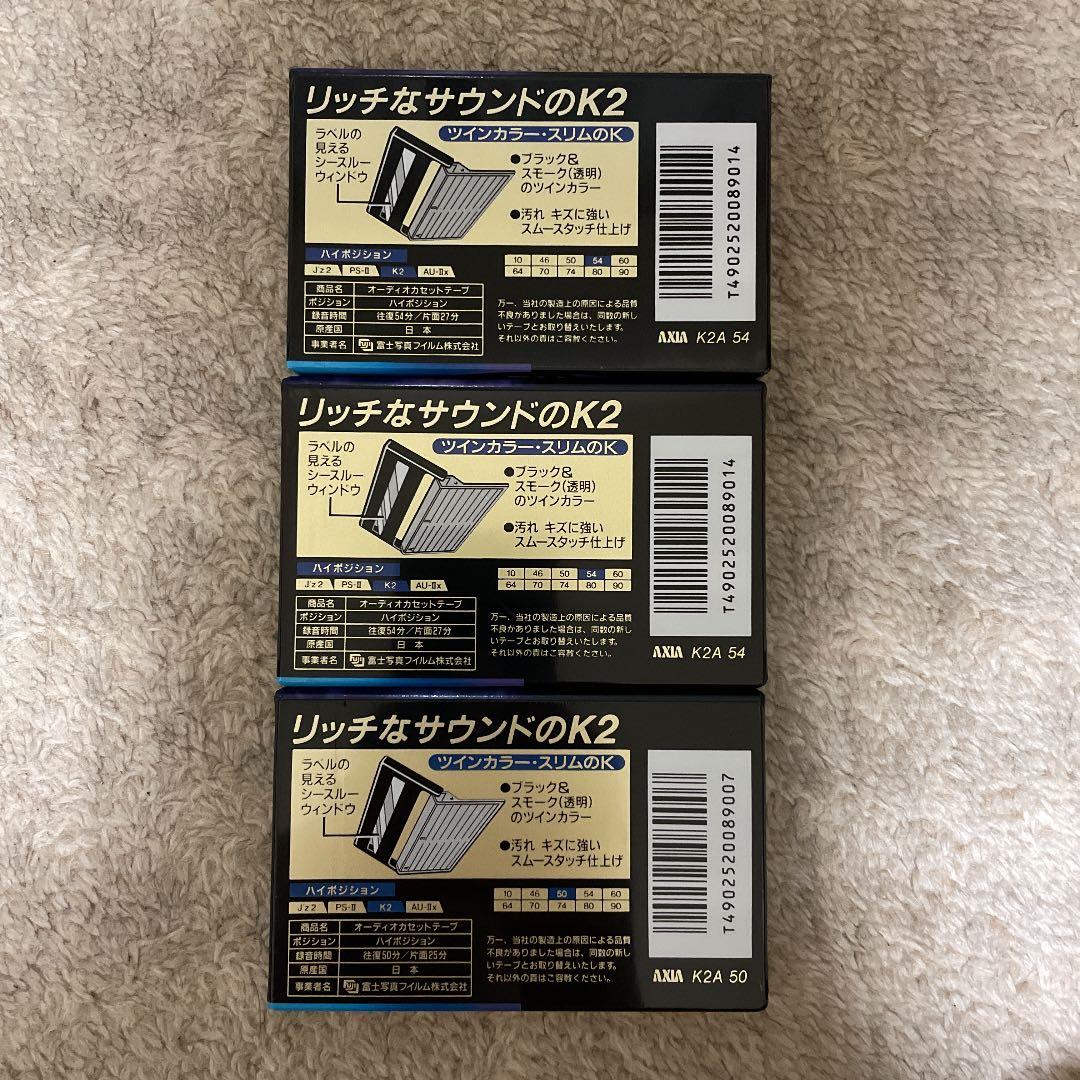 リッチなサウンドのK2
ツインカラー・スリムのK
ラベルの
見える
シースルー
ウィンドウ
●ブラック&
スモーク(透明)
のツインカラー
●汚れ キズに強い
スムースタッチ仕上げ
ハイポジション
J'z2 PS-II K2 AU-IIx
10 46 50 54 60
64 70 74 80 90
商品名 オーディオカセットテープ
ポジション ハイポジション
録音時間 往復54分/片面27分
原産国 日本
事業者名 FUJI 富士写真フイルム株式会社
万一、当社の製造上の原因による品質
不良がありました場合は、同数の新し
いテープとお取り替えいたします。
それ以外の責はご容赦ください。
T4902520089014
AXIA K2A 54
リッチなサウンドのK2
ツインカラー・スリムのK
ラベルの
見える
シースルー
ウィンドウ
●ブラック&
スモーク(透明)
のツインカラー
●汚れ キズに強い
スムースタッチ仕上げ
ハイポジション
J'z2 PS-II K2 AU-IIx
10 46 50 54 60
64 70 74 80 90
商品名 オーディオカセットテープ
ポジション ハイポジション
録音時間 往復54分/片面27分
原産国 日本
事業者名 FUJI 富士写真フイルム株式会社
万一、当社の製造上の原因による品質
不良がありました場合は、同数の新し
いテープとお取り替えいたします。
それ以外の責はご容赦ください。
T4902520089014
AXIA K2A 54
リッチなサウンドのK2
ツインカラー・スリムのK
ラベルの
見える
シースルー
ウィンドウ
●ブラック&
スモーク(透明)
のツインカラー
●汚れ キズに強い
スムースタッチ仕上げ
ハイポジション
J'z2 PS-II K2 AU-IIx
10 46 50 54 60
64 70 74 80 90
商品名 オーディオカセットテープ
ポジション ハイポジション
録音時間 往復50分/片面25分
原産国 日本
事業者名 FUJI 富士写真フイルム株式会社
万一、当社の製造上の原因による品質
不良がありました場合は、同数の新し
いテープとお取り替えいたします。
それ以外の責はご容赦ください。
T4902520089007
AXIA K2A 50